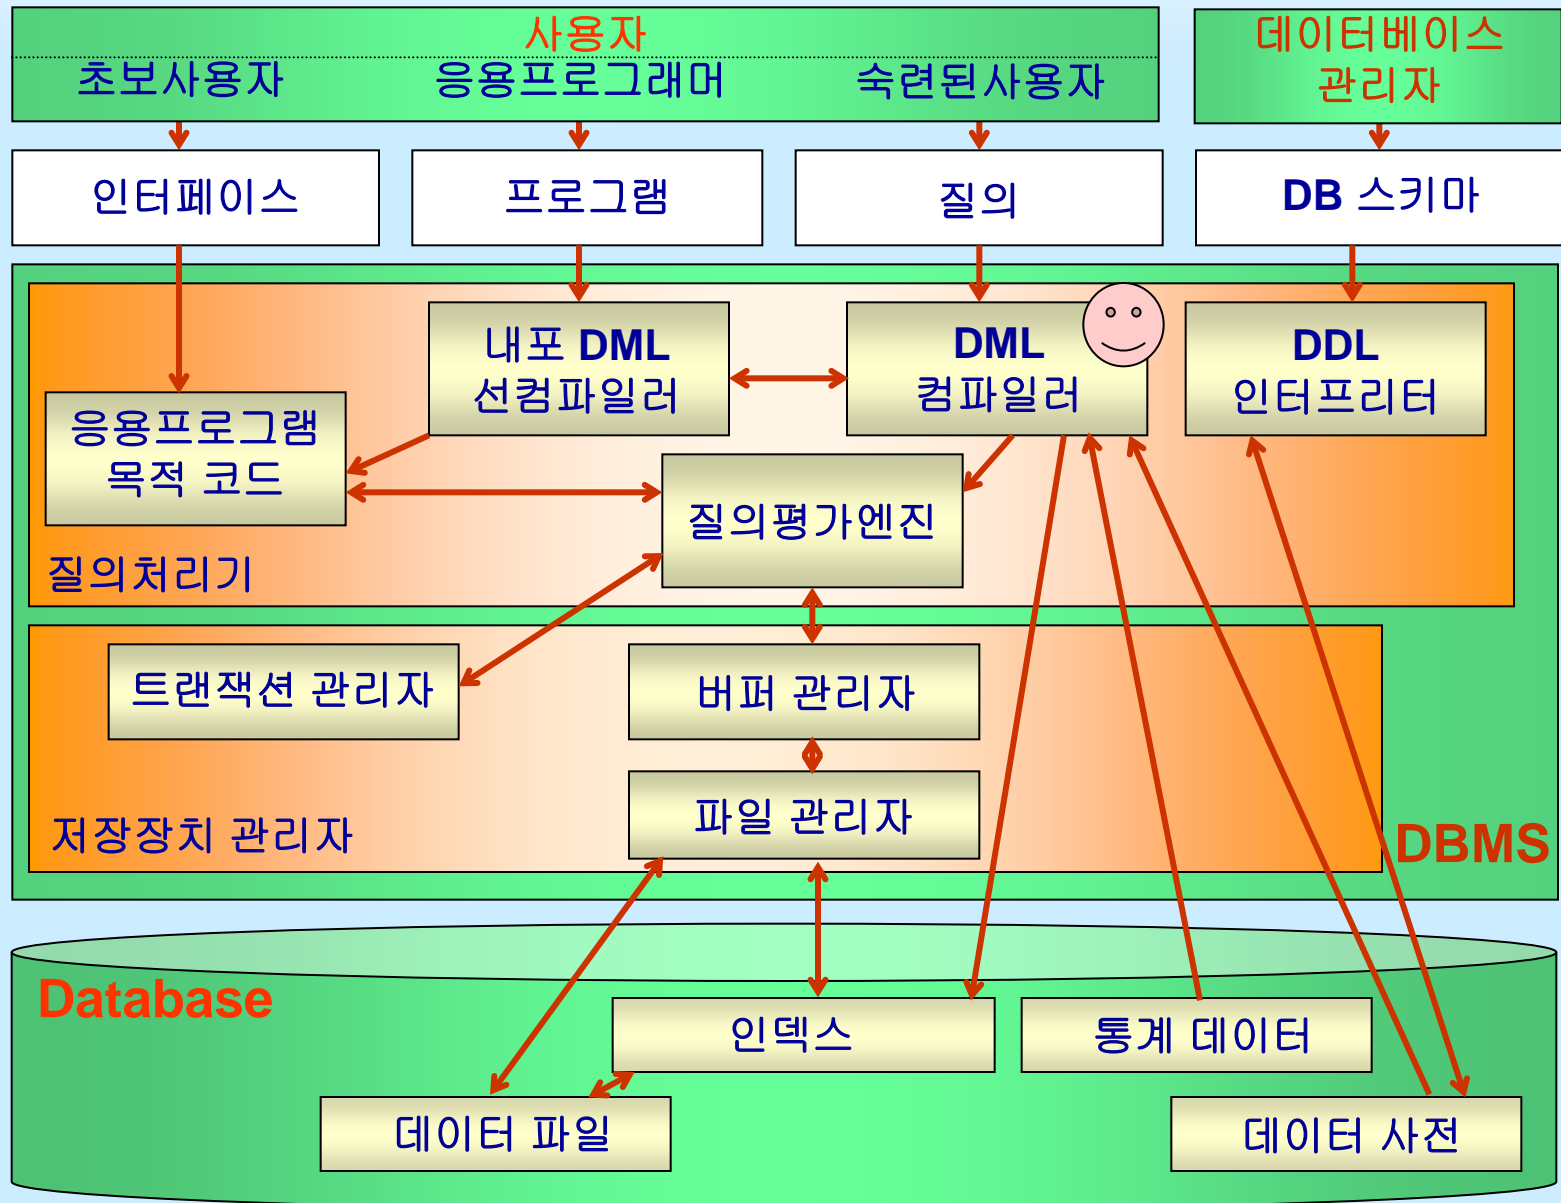 사용자
초보사용자 응용프로그래머 숙련된사용자
데이터베이스
관리자
인터페이스
프로그램
질의
DB 스키마
내포 DML
선컴파일러
DML
컴파일러
DDL
인터프리터
응용프로그램
목적 코드
질의평가엔진
질의처리기
트랜잭션 관리자
버퍼 관리자
파일 관리자
저장장치 관리자
DBMS
Database
인덱스
통계 데이터
데이터 파일
데이터 사전